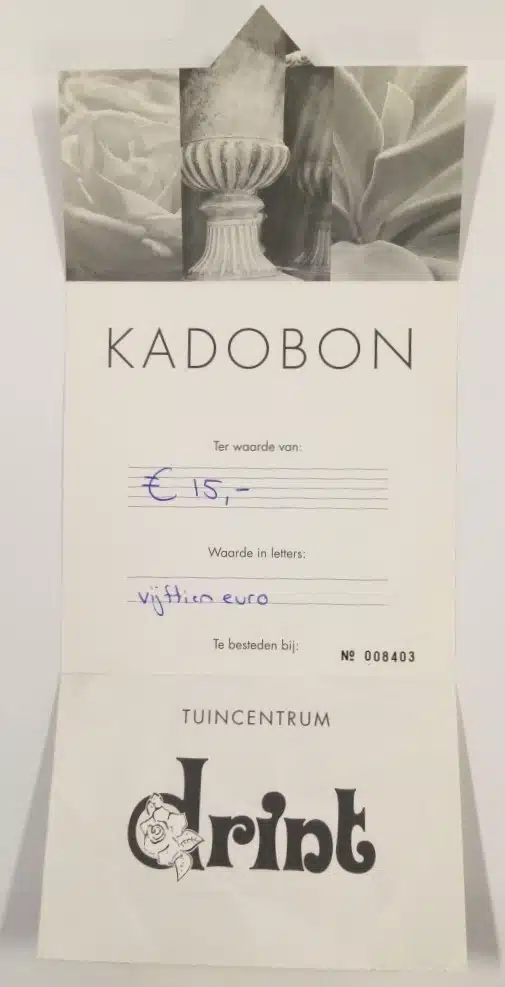 KADOBON
Ter waarde van:
€ 15,-
Waarde in letters:
vijftien euro
Te besteden bij:
Nº 008403
TUINCENTRUM
drint